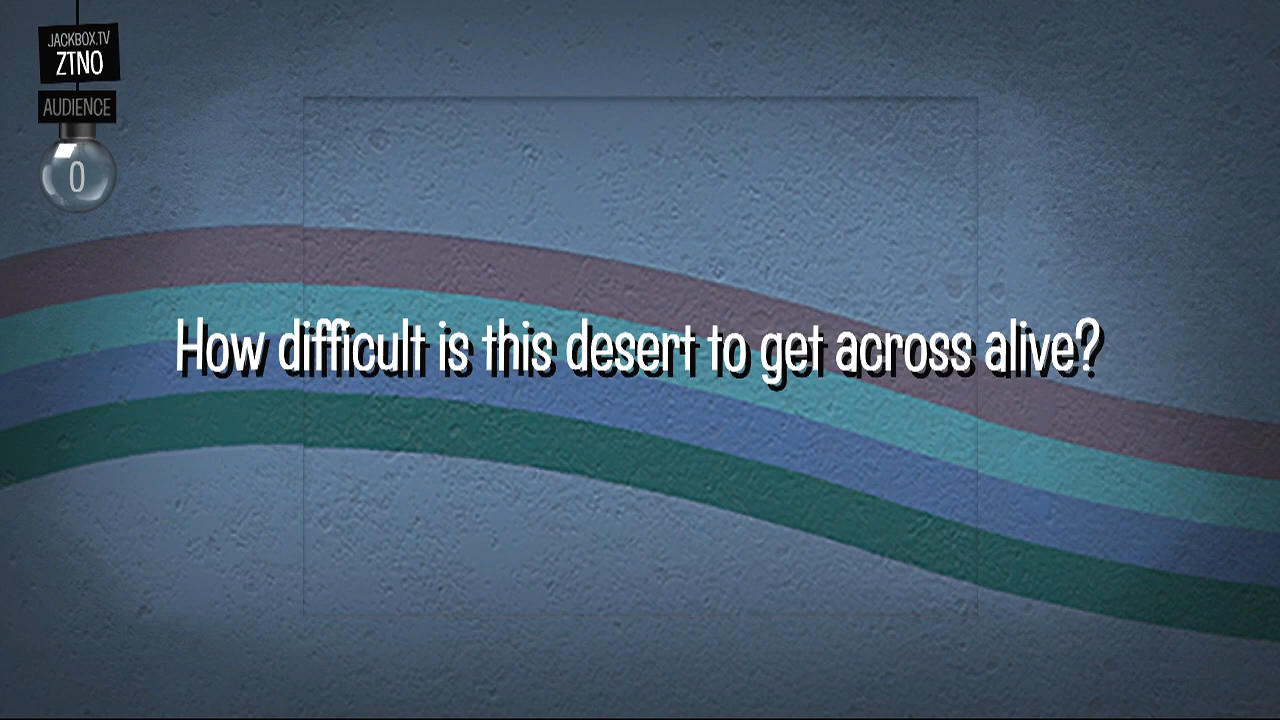 JACKBOX.TV
ZTNO
AUDIENCE
0
How difficult is this desert to get across alive?